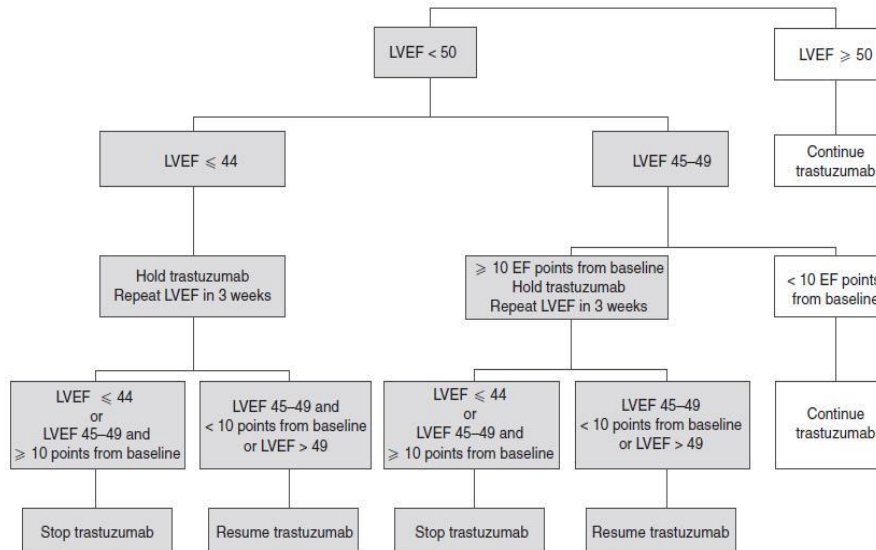 LVEF < 50
LVEF ⩾ 50
LVEF ⩽ 44
LVEF 45–49
Continue
trastuzumab
Hold trastuzumab
Repeat LVEF in 3 weeks
⩾ 10 EF points from baseline
Hold trastuzumab
Repeat LVEF in 3 weeks
< 10 EF points
from baseline
LVEF ⩽ 44
or
LVEF 45–49 and
⩾ 10 points from baseline
LVEF 45–49 and
< 10 points from baseline
or LVEF > 49
LVEF ⩽ 44
or
LVEF 45–49 and
⩾ 10 points from baseline
LVEF 45–49
< 10 points from baseline
or LVEF > 49
Continue
trastuzumab
Stop trastuzumab
Resume trastuzumab
Stop trastuzumab
Resume trastuzumab